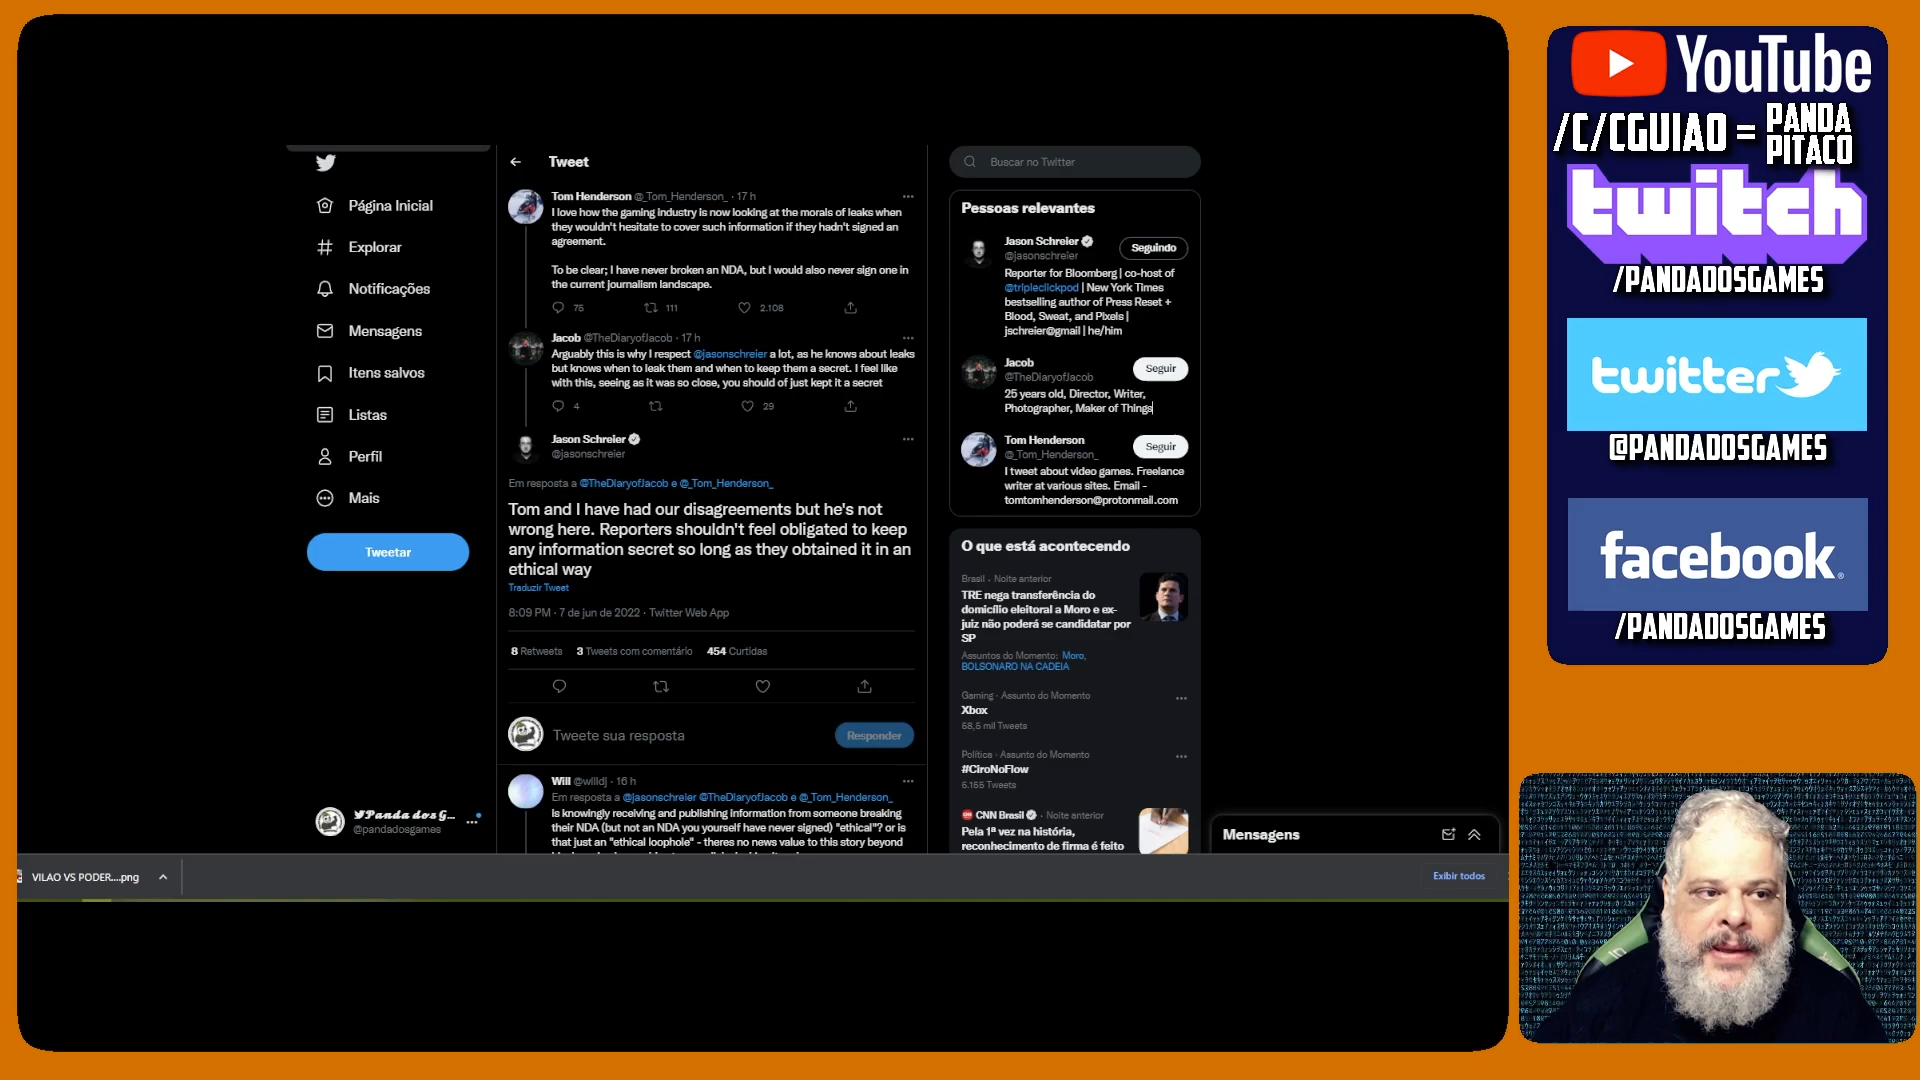 Página Inicial
Explorar
Notificações
Mensagens
Itens salvos
Listas
Perfil
Mais
Tweetar
Panda dos G... ...
@pandadosgames
Tweet
Tom Henderson @_Tom_Henderson_ · 17 h
I love how the gaming industry is now looking at the morals of leaks when
they wouldn't hesitate to cover such information if they hadn't signed an
agreement.
To be clear; I have never broken an NDA, but I would also never sign one in
the current journalism landscape.
75 111 2.108
Jacob @TheDiaryofJacob · 17 h
Arguably this is why I respect @jasonschreier a lot, as he knows about leaks
but knows when to leak them and when to keep them a secret. I feel like
with this, seeing as it was so close, you should of just kept it a secret
4 29
Jason Schreier
@jasonschreier
Em resposta a @TheDiaryofJacob e @_Tom_Henderson_
Tom and I have had our disagreements but he's not
wrong here. Reporters shouldn't feel obligated to keep
any information secret so long as they obtained it in an
ethical way
Traduzir Tweet
8:09 PM · 7 de jun de 2022 · Twitter Web App
8 Retweets 3 Tweets com comentário 454 Curtidas
Tweete sua resposta
Responder
Will @willdj · 16 h
Em resposta a @jasonschreier @TheDiaryofJacob e @_Tom_Henderson_
Is knowingly receiving and publishing information from someone breaking
their NDA (but not an NDA you yourself have never signed) "ethical"? or is
that just an "ethical loophole" - theres no news value to this story beyond
Buscar no Twitter
Pessoas relevantes
Jason Schreier
@jasonschreier
Seguindo
Reporter for Bloomberg | co-host of
@tripleclickpod | New York Times
bestselling author of Press Reset +
Blood, Sweat, and Pixels |
jschreier@gmail | he/him
Jacob
@TheDiaryofJacob
Seguir
25 years old, Director, Writer,
Photographer, Maker of Things
Tom Henderson
@_Tom_Henderson_
Seguir
I tweet about video games. Freelance
writer at various sites. Email -
tomtomhenderson@protonmail.com
O que está acontecendo
Brasil · Noite anterior
TRE nega transferência do
domicílio eleitoral a Moro e ex-
juiz não poderá se candidatar por
SP
Assuntos do Momento: Moro,
BOLSONARO NA CADEIA
Gaming · Assunto do Momento
Xbox
58,5 mil Tweets
Política · Assunto do Momento
#CiroNoFlow
5.155 Tweets
CNN Brasil · Noite anterior
Pela 1ª vez na história,
reconhecimento de firma é feito
Mensagens
VILAO VS PODER....png
Exibir todos
YouTube
/C/CGUIAO = PANDA PITACO
twitch
/PANDADOSGAMES
twitter
@PANDADOSGAMES
facebook
/PANDADOSGAMES